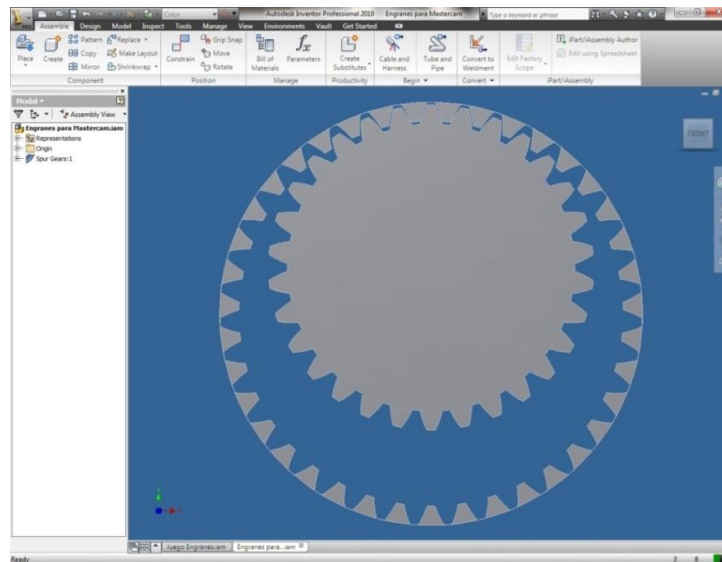 Color
Autodesk Inventor Professional 2010 Engranes para Mastercam
Type a keyword or phrase
Assemble Design Model Inspect Tools Manage View Environments Vault Get Started
Place
Create
Pattern
Copy
Mirror
Replace
Make Layout
Shrinkwrap
Component
Constrain
Grip Snap
Move
Rotate
Position
Bill of Materials
Parameters
Manage
Create Substitutes
Productivity
Cable and Harness
Tube and Pipe
Begin
Convert to Weldment
Convert
Edit Factory Scope
iPart/iAssembly Author
Edit using Spreadsheet
iPart/iAssembly
Model
Assembly View
Engranes para Mastercam.iam
Representations
Origin
Spur Gears:1
FRONT
Juego Engranes.iam Engranes para...iam
Ready 3 8